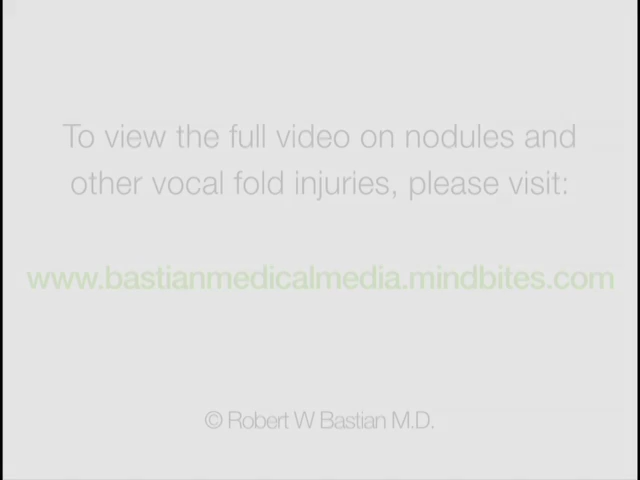 To view the full video on nodules and
other vocal fold injuries, please visit:
www.bastianmedicalmedia.mindbites.com
© Robert W Bastian M.D.